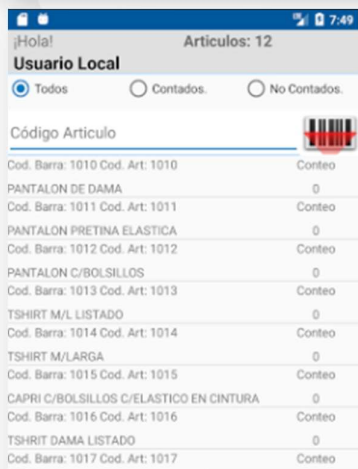 7:49
¡Hola! Articulos: 12
Usuario Local
Todos Contados. No Contados.
Código Articulo
Cod. Barra: 1010 Cod. Art: 1010 Conteo
PANTALON DE DAMA 0
Cod. Barra: 1011 Cod. Art: 1011 Conteo
PANTALON PRETINA ELASTICA 0
Cod. Barra: 1012 Cod. Art: 1012 Conteo
PANTALON C/BOLSILLOS 0
Cod. Barra: 1013 Cod. Art: 1013 Conteo
TSHIRT M/L LISTADO 0
Cod. Barra: 1014 Cod. Art: 1014 Conteo
TSHIRT M/LARGA 0
Cod. Barra: 1015 Cod. Art: 1015 Conteo
CAPRI C/BOLSILLOS C/ELASTICO EN CINTURA 0
Cod. Barra: 1016 Cod. Art: 1016 Conteo
TSHRIT DAMA LISTADO 0
Cod. Barra: 1017 Cod. Art: 1017 Conteo